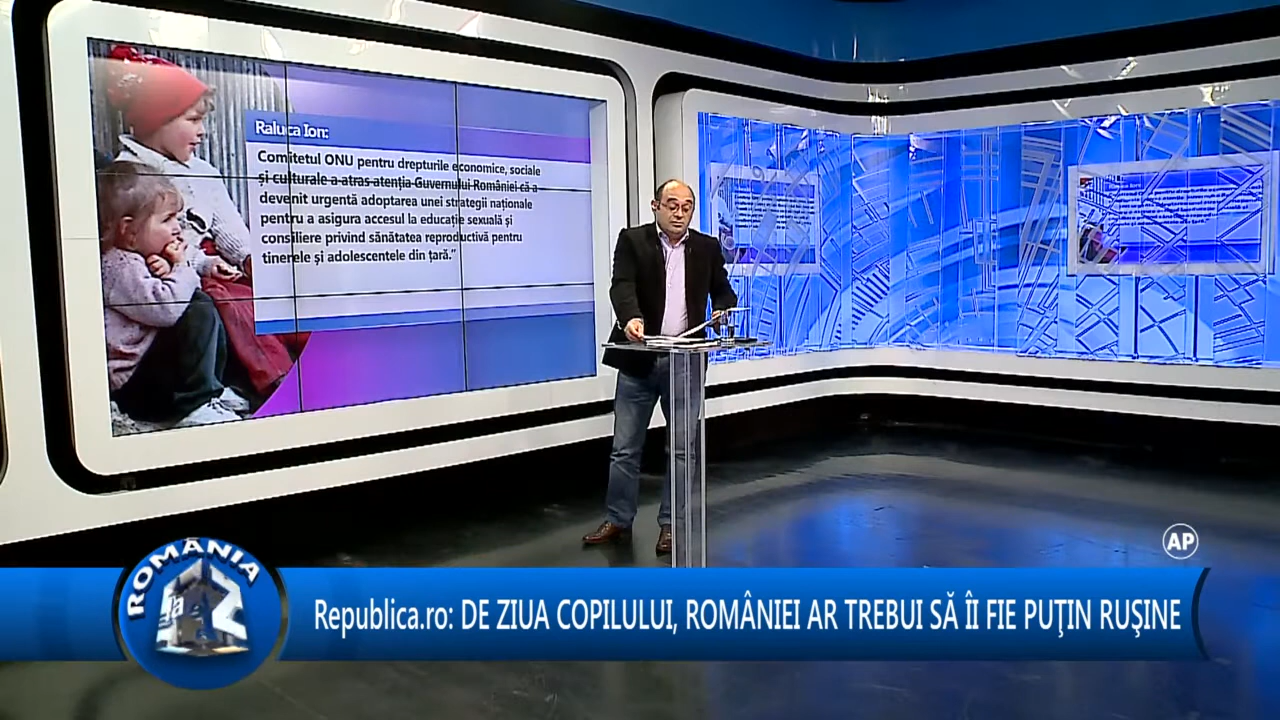 Raluca Ion:
Comitetul ONU pentru drepturile economice, sociale
și culturale a atras atenția Guvernului României că a
devenit urgentă adoptarea unei strategii naționale
pentru a asigura accesul la educație sexuală și
consiliere privind sănătatea reproductivă pentru
tinerele și adolescentele din țară."
AP
ROMÂNIA
la
Z
Republica.ro: DE ZIUA COPILULUI, ROMÂNIEI AR TREBUI SĂ ÎI FIE PUŢIN RUŞINE